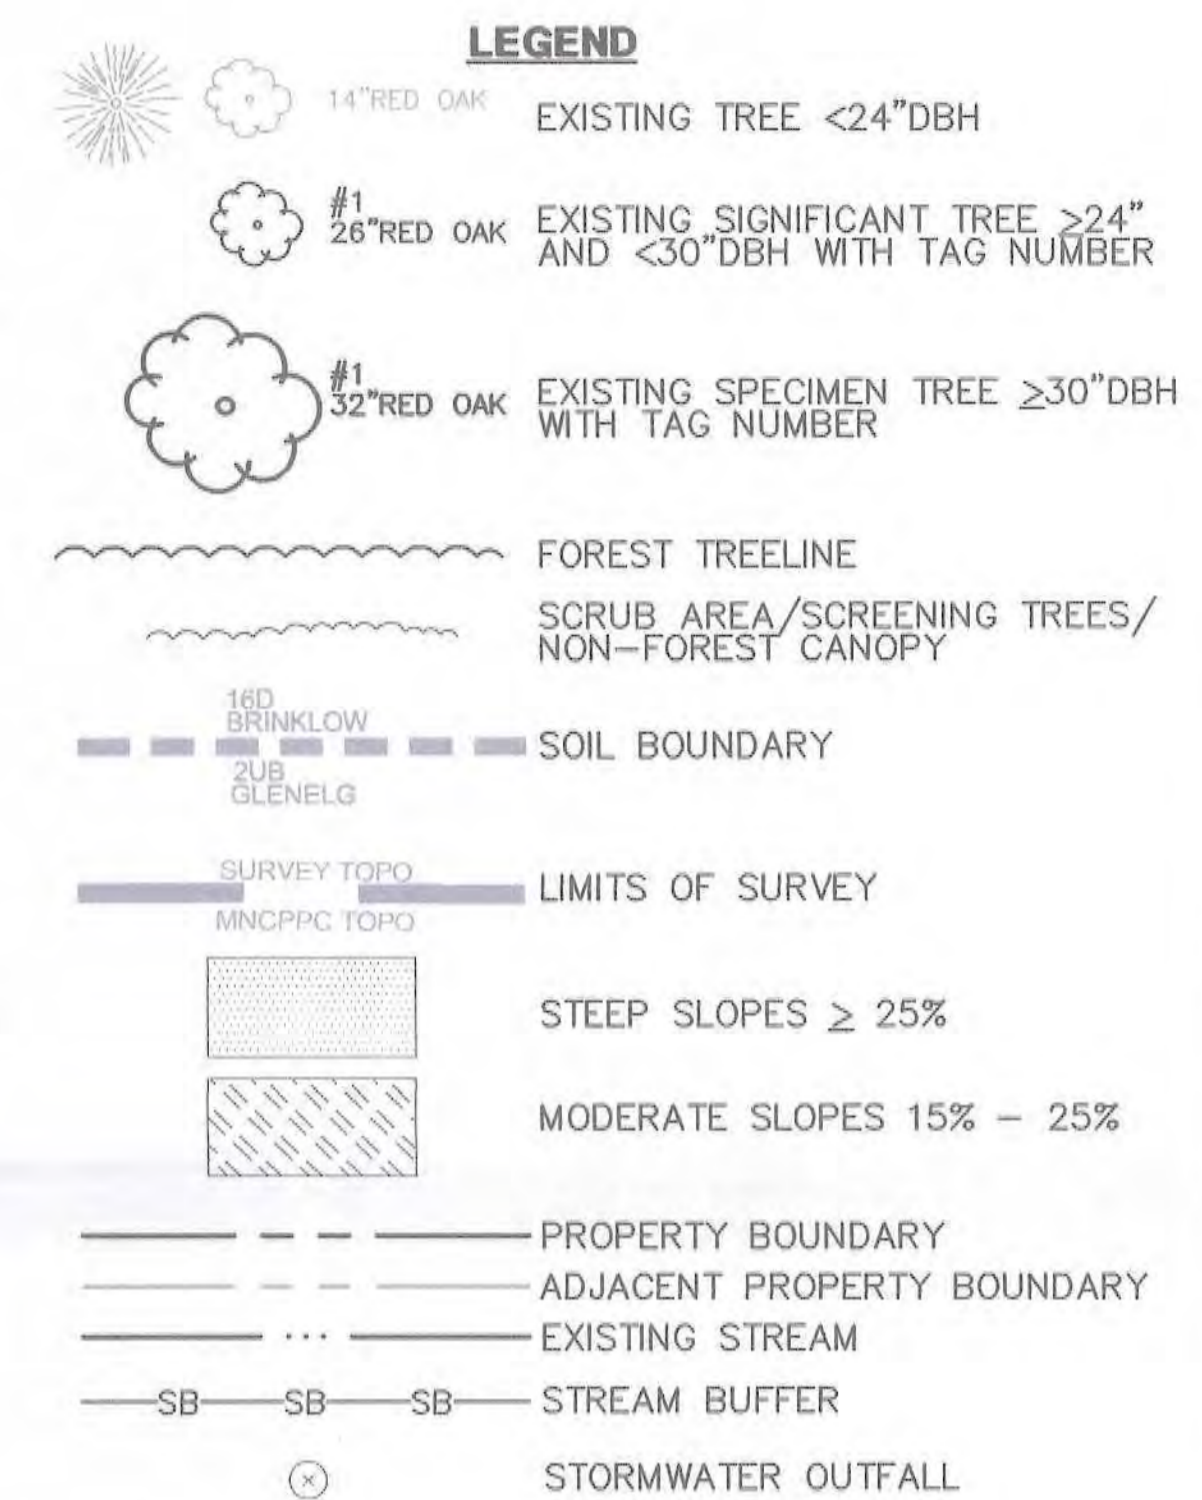 LEGEND
14"RED OAK
EXISTING TREE <24"DBH
#1
26"RED OAK
EXISTING SIGNIFICANT TREE ≥24"
AND <30"DBH WITH TAG NUMBER
#1
32"RED OAK
EXISTING SPECIMEN TREE ≥30"DBH
WITH TAG NUMBER
FOREST TREELINE
SCRUB AREA/SCREENING TREES/
NON-FOREST CANOPY
16D
BRINKLOW
2UB
GLENELG
SOIL BOUNDARY
SURVEY TOPO
MNCPPC TOPO
LIMITS OF SURVEY
STEEP SLOPES ≥ 25%
MODERATE SLOPES 15% – 25%
PROPERTY BOUNDARY
ADJACENT PROPERTY BOUNDARY
EXISTING STREAM
SB SB SB STREAM BUFFER
STORMWATER OUTFALL